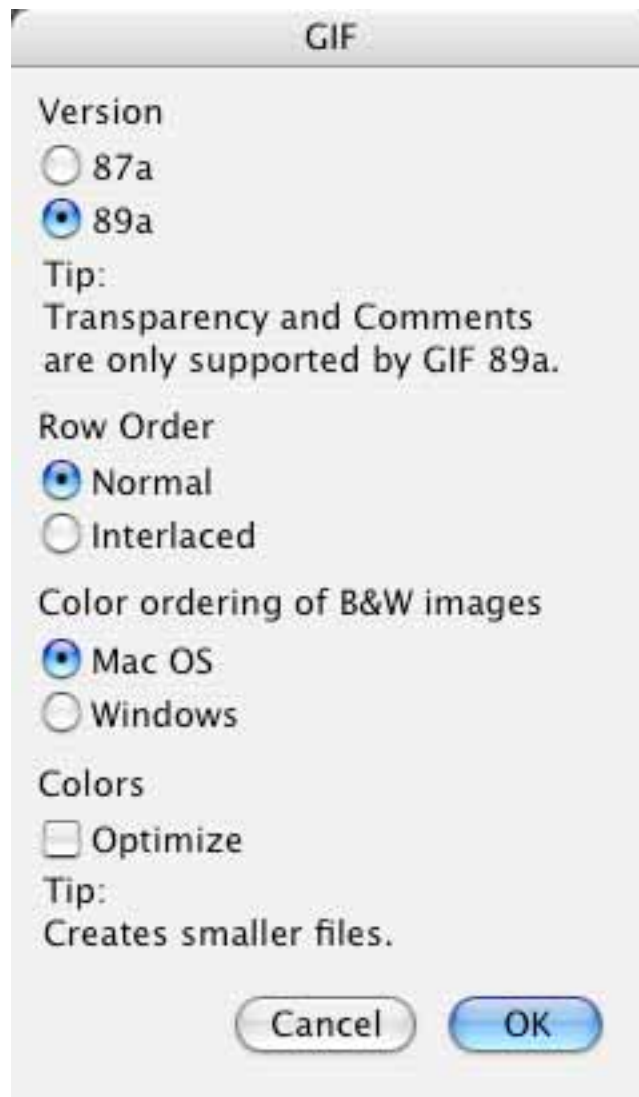 GIF
Version
87a
89a
Tip:
Transparency and Comments
are only supported by GIF 89a.
Row Order
Normal
Interlaced
Color ordering of B&W images
Mac OS
Windows
Colors
Optimize
Tip:
Creates smaller files.
Cancel OK